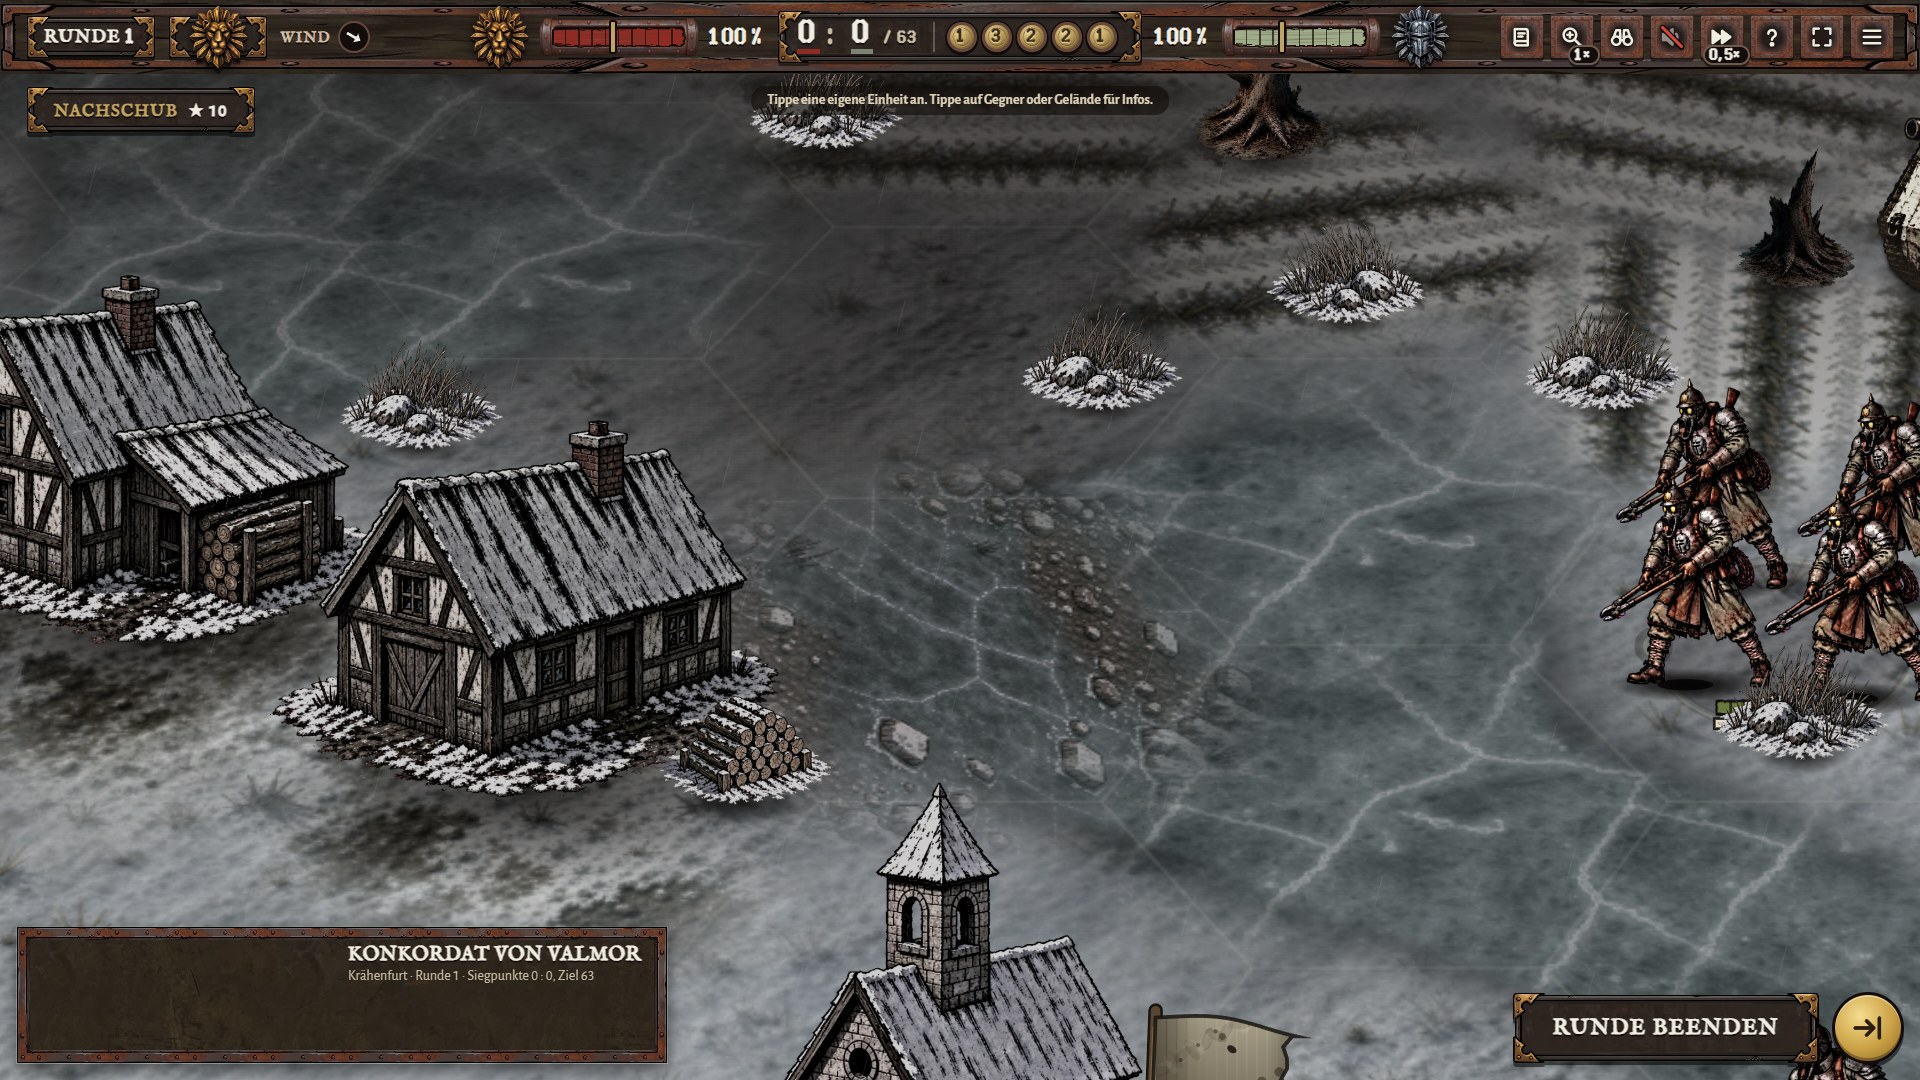 RUNDE 1
WIND
100 %
0 : 0 / 63
1 3 2 2 1
100 %
1×
0,5×
?
NACHSCHUB ★ 10
Tippe eine eigene Einheit an. Tippe auf Gegner oder Gelände für Infos.
KONKORDAT VON VALMOR
Krähenfurt · Runde 1 · Siegpunkte 0 : 0, Ziel 63
RUNDE BEENDEN